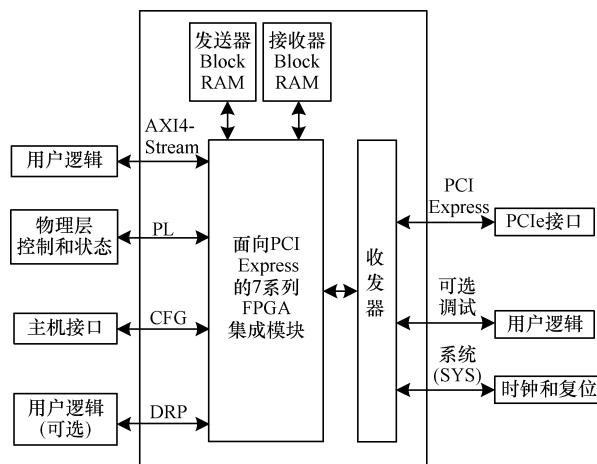 发送器
Block
RAM
接收器
Block
RAM
AXI4-
Stream
用户逻辑
物理层
控制和状态
PL
主机接口
CFG
用户逻辑
(可选)
DRP
面向PCI
Express
的7系列
FPGA
集成模块
收
发
器
PCI
Express
PCIe接口
可选
调试
用户逻辑
系统
(SYS)
时钟和复位